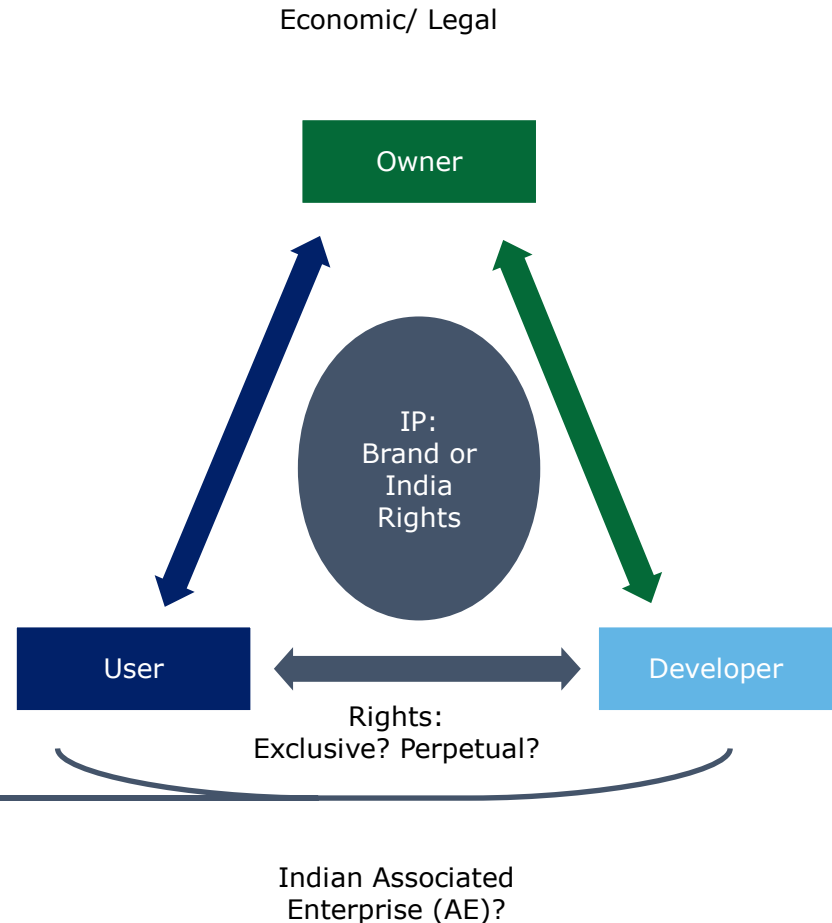 Economic/ Legal
Owner
IP:
Brand or
India
Rights
User
Developer
Rights:
Exclusive? Perpetual?
Indian Associated
Enterprise (AE)?